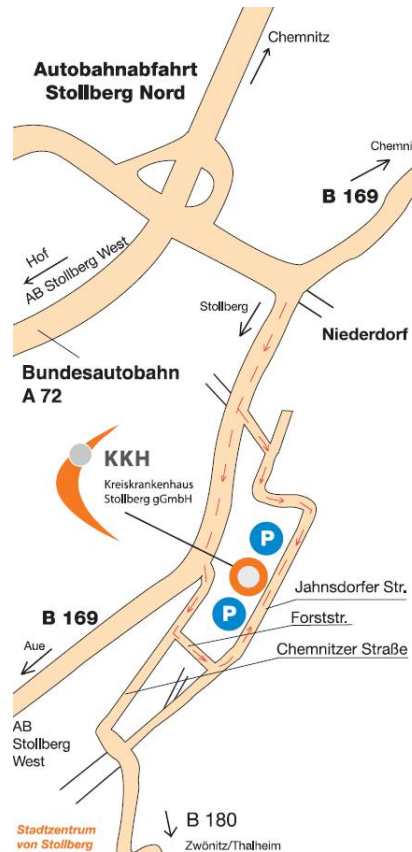 Chemnitz
Autobahnabfahrt
Stollberg Nord
Chemni
B 169
Hof
AB Stollberg West
Stollberg
Niederdorf
Bundesautobahn
A 72
KKH
Kreiskrankenhaus
Stollberg gGmbH
P
P
Jahnsdorfer Str.
B 169
Forststr.
Aue
Chemnitzer Straße
AB
Stollberg
West
B 180
Stadtzentrum
von Stollberg
Zwönitz/Thalheim